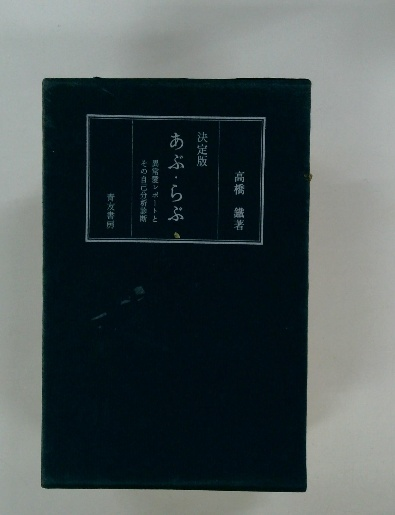 高橋 鐵著
決定版
あぶ・らぶ
異常愛レポートと
その自己分析診断
青友書房